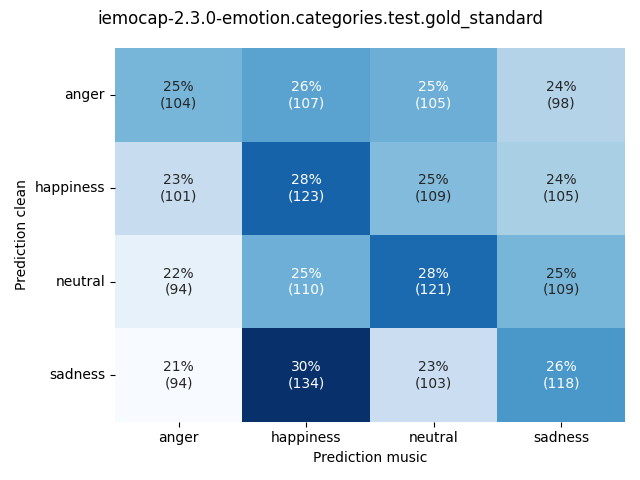 iemocap-2.3.0-emotion.categories.test.gold_standard
Prediction clean
anger
25%
(104)
26%
(107)
25%
(105)
24%
(98)
happiness
23%
(101)
28%
(123)
25%
(109)
24%
(105)
neutral
22%
(94)
25%
(110)
28%
(121)
25%
(109)
sadness
21%
(94)
30%
(134)
23%
(103)
26%
(118)
anger
happiness
neutral
sadness
Prediction music